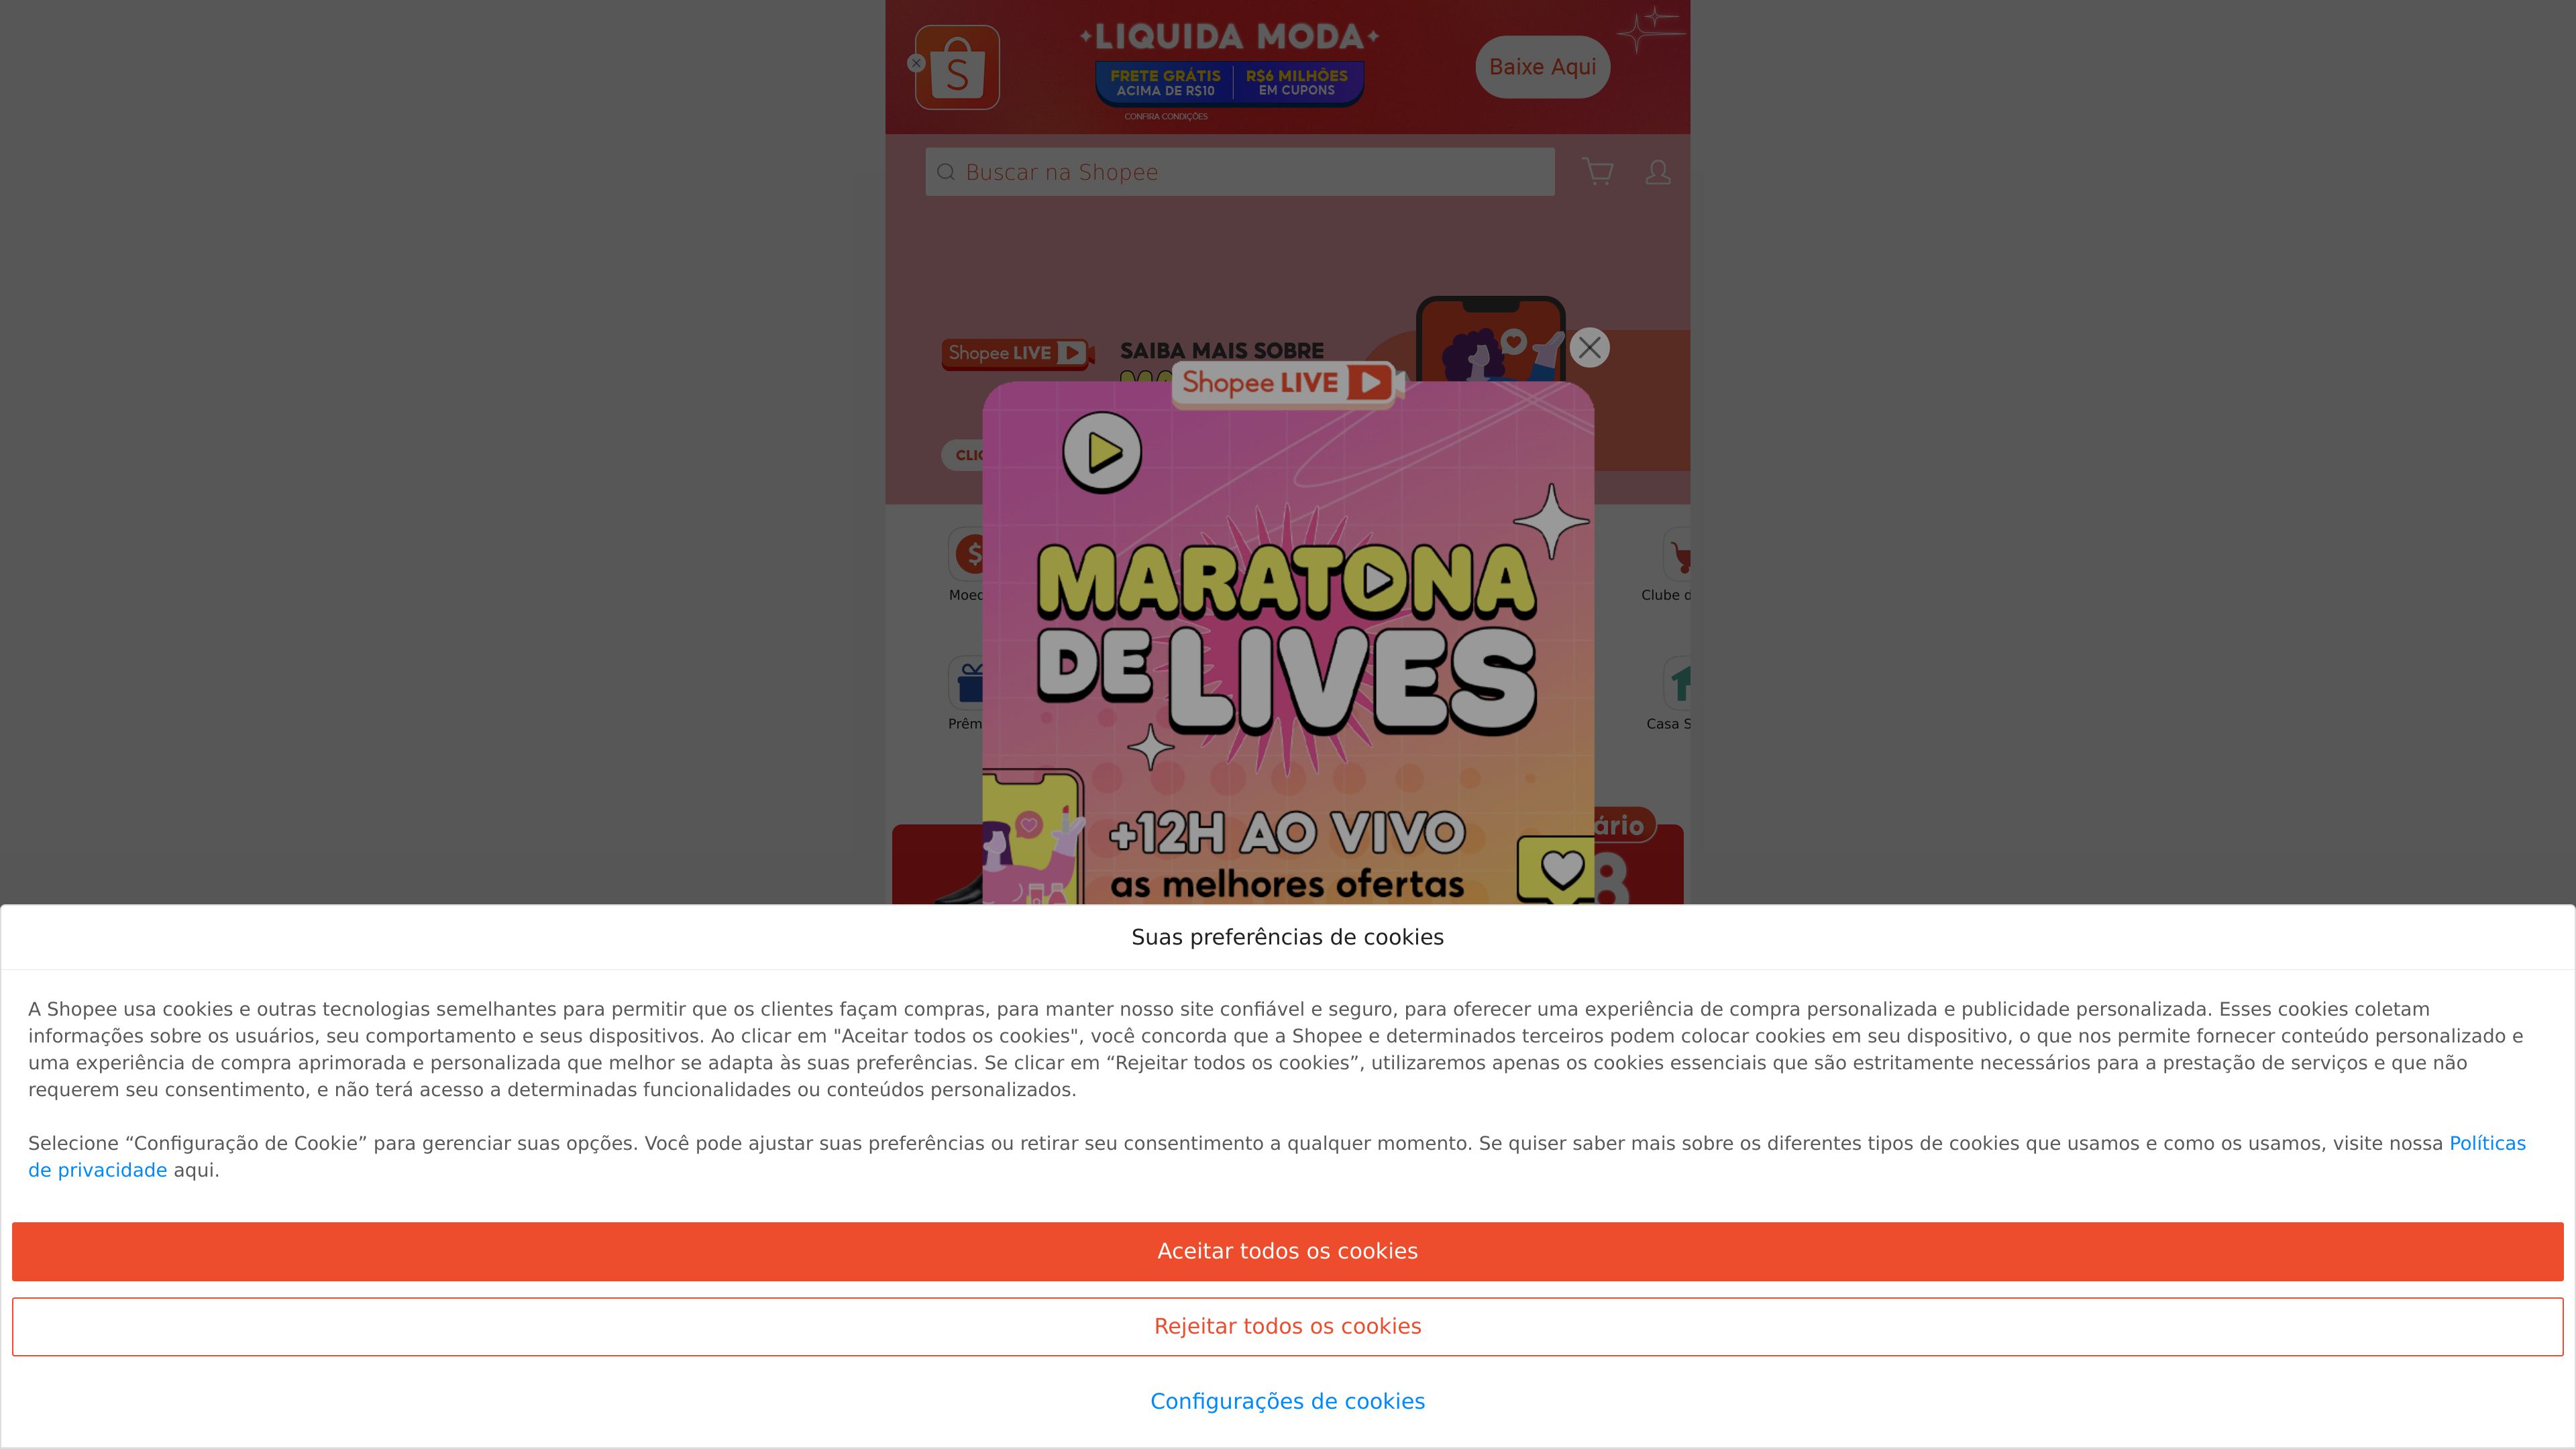 LIQUIDA MODA
FRETE GRÁTIS
ACIMA DE R$10
R$6 MILHÕES
EM CUPONS
CONFIRA CONDIÇÕES
Baixe Aqui
Buscar na Shopee
Shopee LIVE
SAIBA MAIS SOBRE
Shopee LIVE
MARATONA
DE LIVES
+12H AO VIVO
as melhores ofertas
Clube
Casa
Suas preferências de cookies
A Shopee usa cookies e outras tecnologias semelhantes para permitir que os clientes façam compras, para manter nosso site confiável e seguro, para oferecer uma experiência de compra personalizada e publicidade personalizada. Esses cookies coletam
informações sobre os usuários, seu comportamento e seus dispositivos. Ao clicar em "Aceitar todos os cookies", você concorda que a Shopee e determinados terceiros podem colocar cookies em seu dispositivo, o que nos permite fornecer conteúdo personalizado e
uma experiência de compra aprimorada e personalizada que melhor se adapta às suas preferências. Se clicar em “Rejeitar todos os cookies”, utilizaremos apenas os cookies essenciais que são estritamente necessários para a prestação de serviços e que não
requerem seu consentimento, e não terá acesso a determinadas funcionalidades ou conteúdos personalizados.
Selecione “Configuração de Cookie” para gerenciar suas opções. Você pode ajustar suas preferências ou retirar seu consentimento a qualquer momento. Se quiser saber mais sobre os diferentes tipos de cookies que usamos e como os usamos, visite nossa Políticas
de privacidade aqui.
Aceitar todos os cookies
Rejeitar todos os cookies
Configurações de cookies